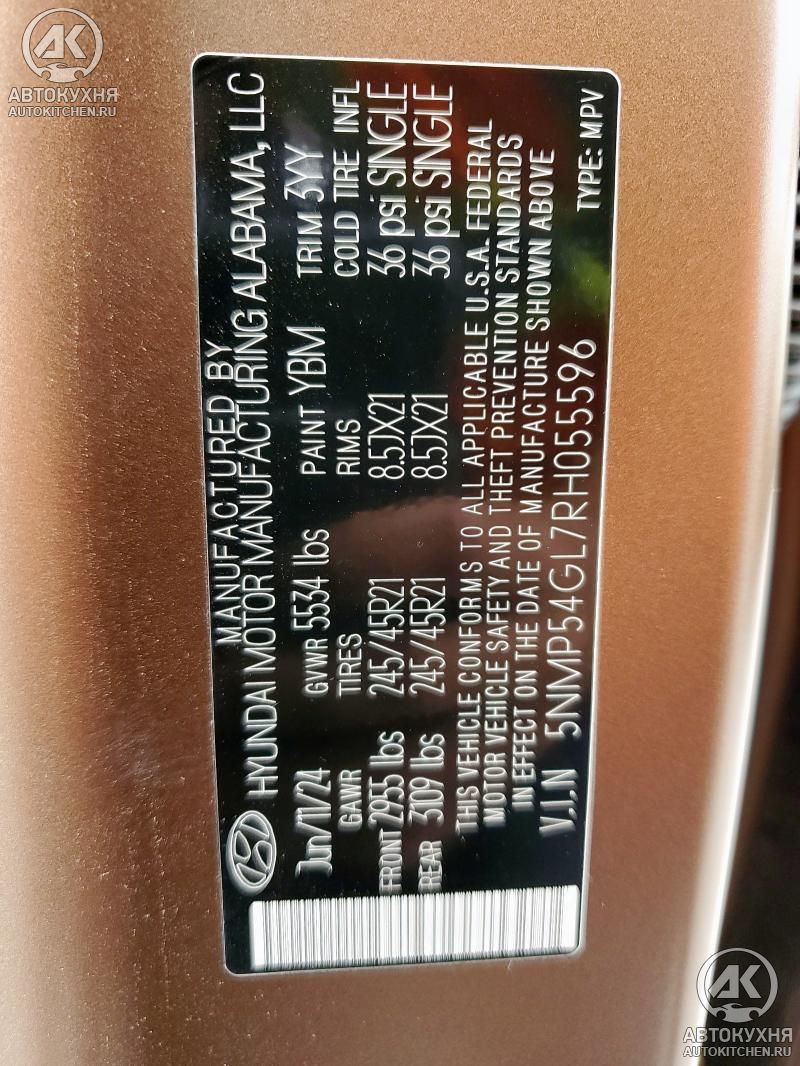 АВТОКУХНЯ
AUTOKITCHEN.RU
MANUFACTURED BY
HYUNDAI MOTOR MANUFACTURING ALABAMA, LLC
Jun/11/24 GVWR 5534 lbs PAINT YBM TRIM 3YY
GAWR TIRES RIMS COLD TIRE INFL
FRONT 2955 lbs 245/45R21 8.5JX21 36 psi SINGLE
REAR 3109 lbs 245/45R21 8.5JX21 36 psi SINGLE
THIS VEHICLE CONFORMS TO ALL APPLICABLE U.S.A. FEDERAL
MOTOR VEHICLE SAFETY AND THEFT PREVENTION STANDARDS
IN EFFECT ON THE DATE OF MANUFACTURE SHOWN ABOVE
V.I.N 5NMP54GL7RH055596 TYPE: MPV
АВТОКУХНЯ
AUTOKITCHEN.RU